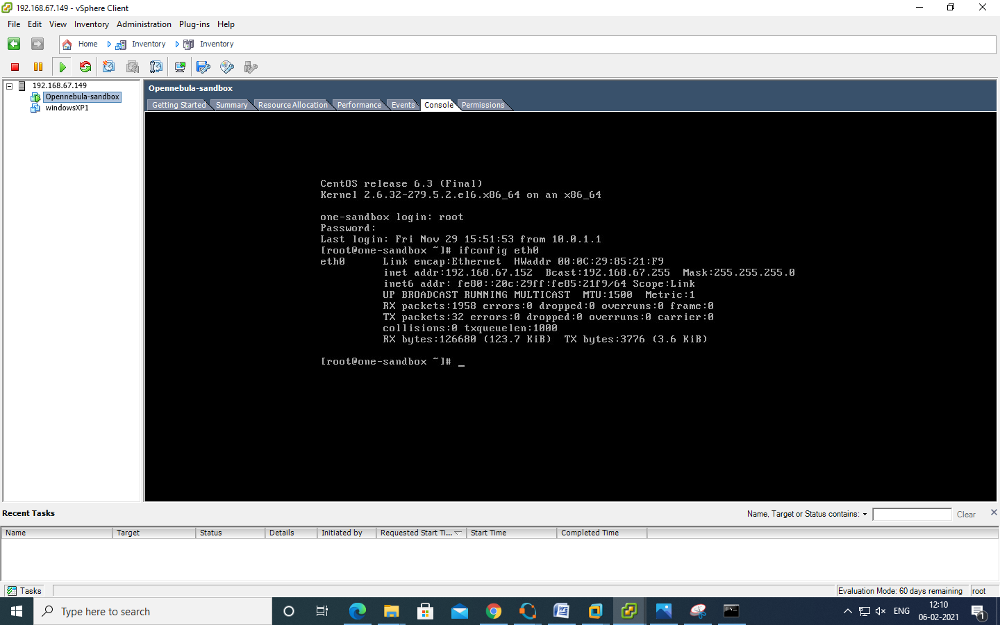 192.168.67.149 - vSphere Client
File Edit View Inventory Administration Plug-ins Help
Home Inventory Inventory
192.168.67.149
Opennebula-sandbox
windowsXP1
Opennebula-sandbox
Getting Started Summary Resource Allocation Performance Events Console Permissions
CentOS release 6.3 (Final)
Kernel 2.6.32-279.5.2.el6.x86_64 on an x86_64
one-sandbox login: root
Password:
Last login: Fri Nov 29 15:51:53 from 10.0.1.1
[root@one-sandbox ~]# ifconfig eth0
eth0 Link encap:Ethernet HWaddr 00:0C:29:85:21:F9
inet addr:192.168.67.152 Bcast:192.168.67.255 Mask:255.255.255.0
inet6 addr: fe80::20c:29ff:fe85:21f9/64 Scope:Link
UP BROADCAST RUNNING MULTICAST MTU:1500 Metric:1
RX packets:1958 errors:0 dropped:0 overruns:0 frame:0
TX packets:32 errors:0 dropped:0 overruns:0 carrier:0
collisions:0 txqueuelen:1000
RX bytes:126680 (123.7 KiB) TX bytes:3776 (3.6 KiB)
[root@one-sandbox ~]# _
Recent Tasks
Name, Target or Status contains: Clear
Name Target Status Details Initiated by Requested Start Ti... Start Time Completed Time
Tasks
Evaluation Mode: 60 days remaining root
Type here to search
ENG
12:10
06-02-2021
1